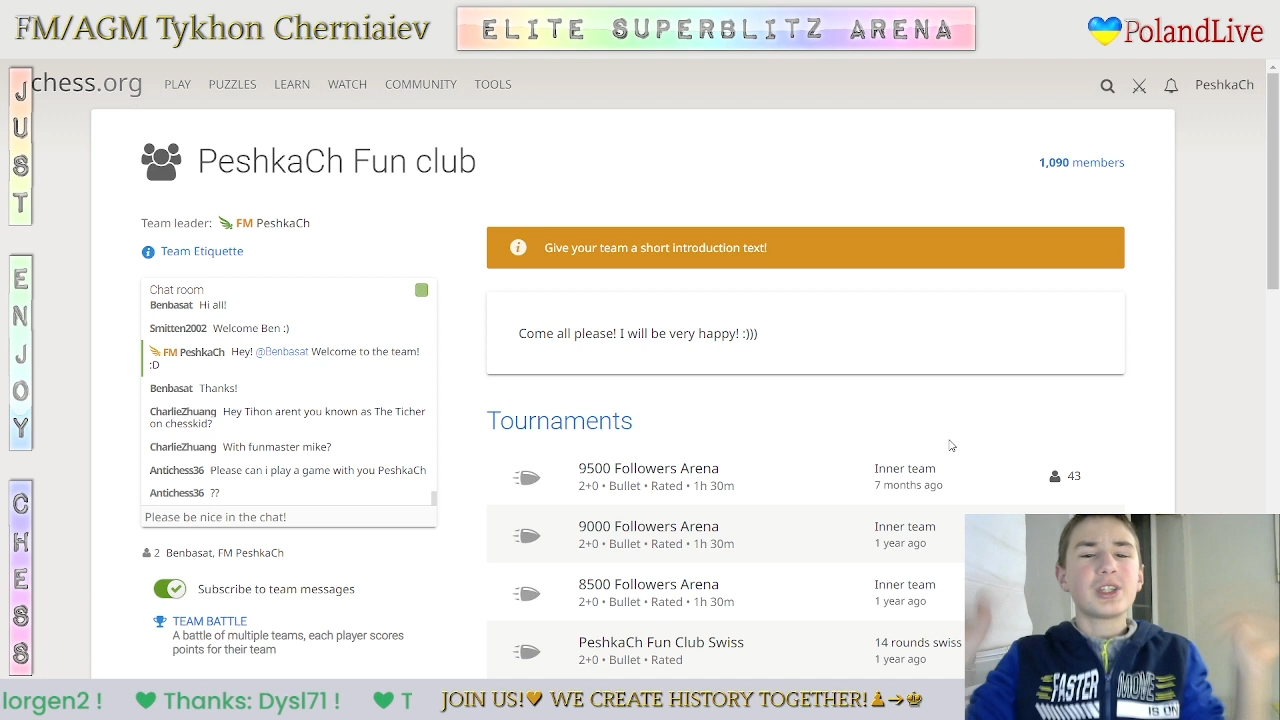 FM/AGM Tykhon Cherniaiev
ELITE SUPERBLITZ ARENA
PolandLive
JUST
ENJOY
CHESS
chess.org
PLAY PUZZLES LEARN WATCH COMMUNITY TOOLS
PeshkaCh
PeshkaCh Fun club
1,090 members
Team leader: FM PeshkaCh
Team Etiquette
Chat room
Benbasat Hi all!
Smitten2002 Welcome Ben :)
FM PeshkaCh Hey! @Benbasat Welcome to the team!
:D
Benbasat Thanks!
CharlieZhuang Hey Tihon arent you known as The Ticher
on chesskid?
CharlieZhuang With funmaster mike?
Antichess36 Please can i play a game with you PeshkaCh
Antichess36 ??
Please be nice in the chat!
2 Benbasat, FM PeshkaCh
Subscribe to team messages
TEAM BATTLE
A battle of multiple teams, each player scores
points for their team
Give your team a short introduction text!
Come all please! I will be very happy! :)))
Tournaments
9500 Followers Arena
2+0 • Bullet • Rated • 1h 30m
Inner team
7 months ago
43
9000 Followers Arena
2+0 • Bullet • Rated • 1h 30m
Inner team
1 year ago
8500 Followers Arena
2+0 • Bullet • Rated • 1h 30m
Inner team
1 year ago
PeshkaCh Fun Club Swiss
2+0 • Bullet • Rated
14 rounds swiss
1 year ago
FASTER MOVE
IS ON
lorgen2 ! Thanks: Dysl71 ! T
JOIN US! WE CREATE HISTORY TOGETHER!